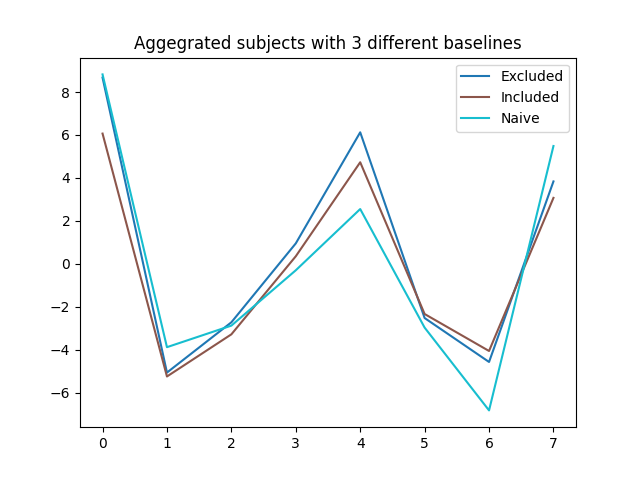 Aggegrated subjects with 3 different baselines
Excluded
Included
Naive
8
6
4
2
0
−2
−4
−6
0 1 2 3 4 5 6 7